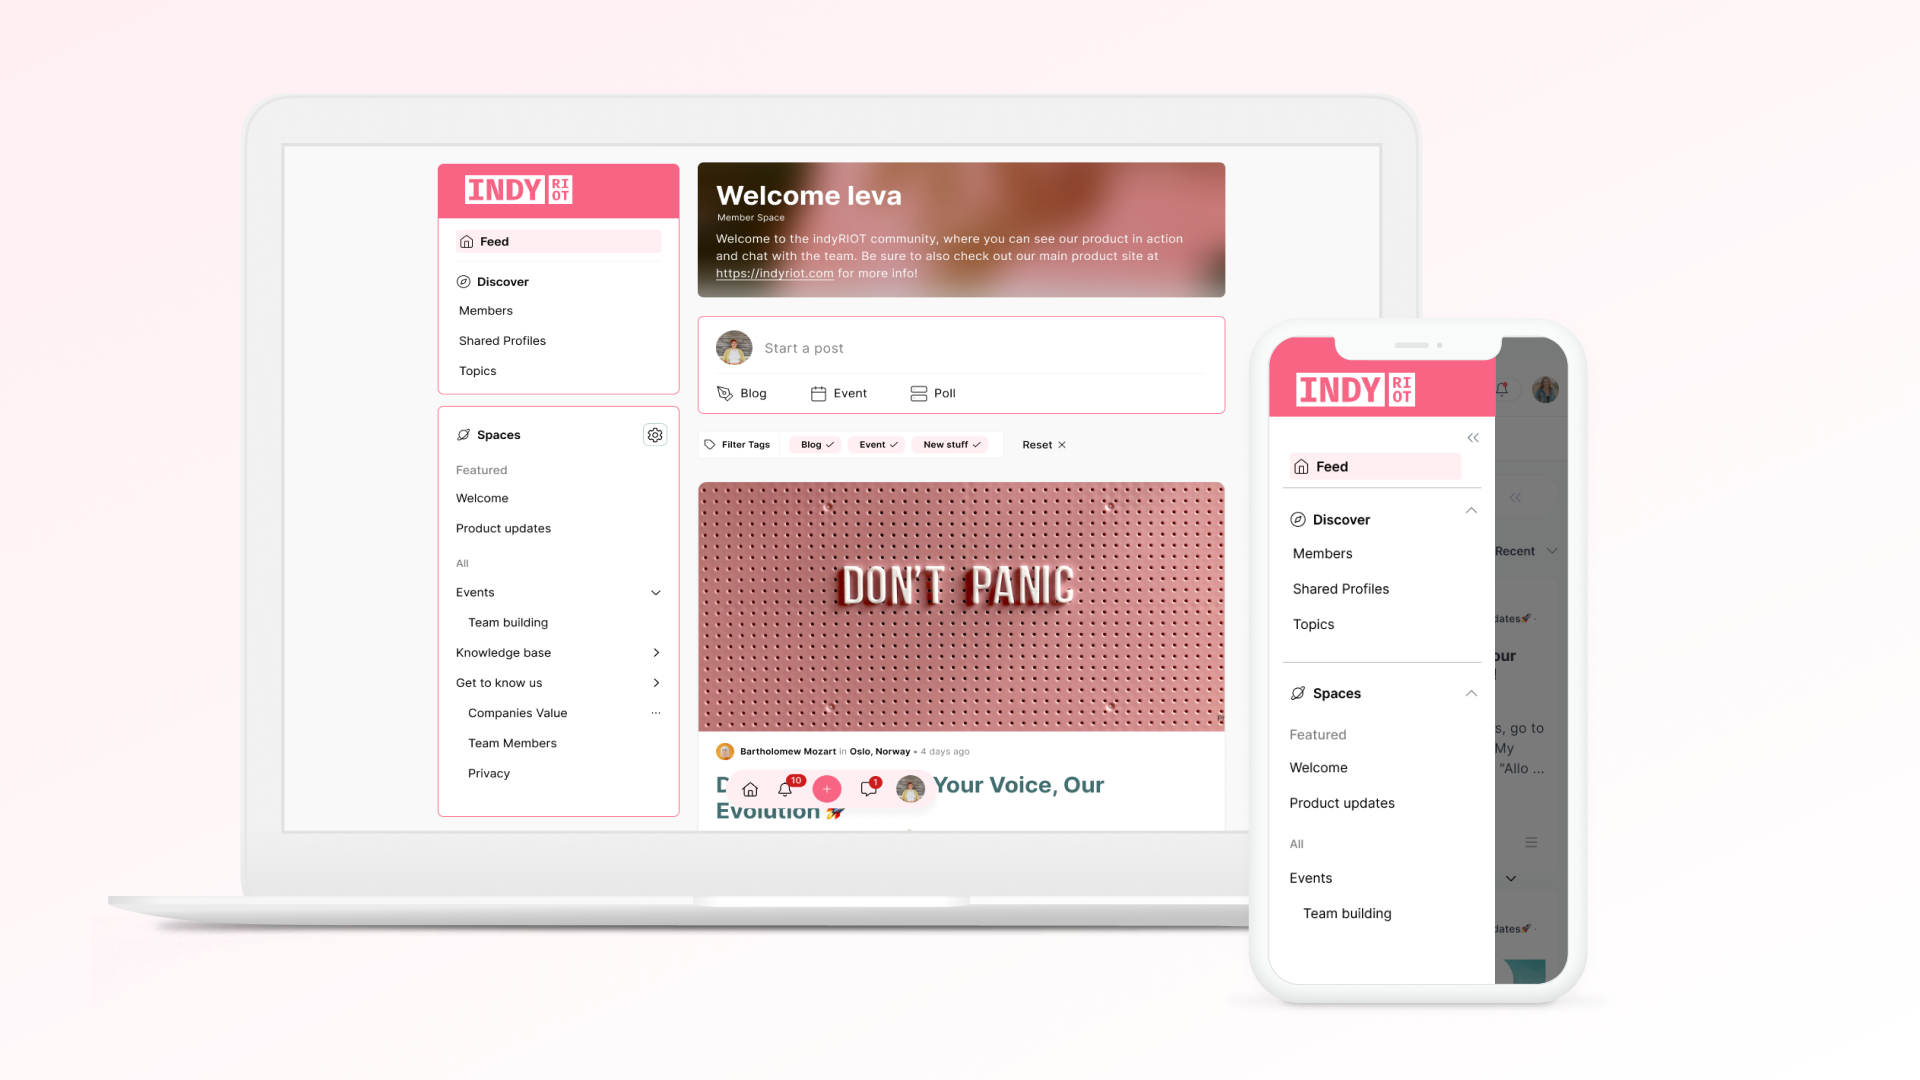 INDY RI
OT
Feed
Discover
Members
Shared Profiles
Topics
Spaces
Featured
Welcome
Product updates
All
Events
Team building
Knowledge base
Get to know us
Companies Value
Team Members
Privacy
Welcome Ieva
Member Space
Welcome to the indyRIOT community, where you can see our product in action
and chat with the team. Be sure to also check out our main product site at
https://indyriot.com for more info!
Start a post
Blog Event Poll
Filter Tags Blog Event New stuff Reset
DON'T PANIC
Bartholomew Mozart in Oslo, Norway • 4 days ago
Your Voice, Our
Evolution 🚀
10
1
INDY RI
OT
Feed
Discover
Members
Shared Profiles
Topics
Spaces
Featured
Welcome
Product updates
All
Events
Team building
Recent
dates🚀 ·
our
!
s, go to
My
"Allo ...
dates🚀 ·